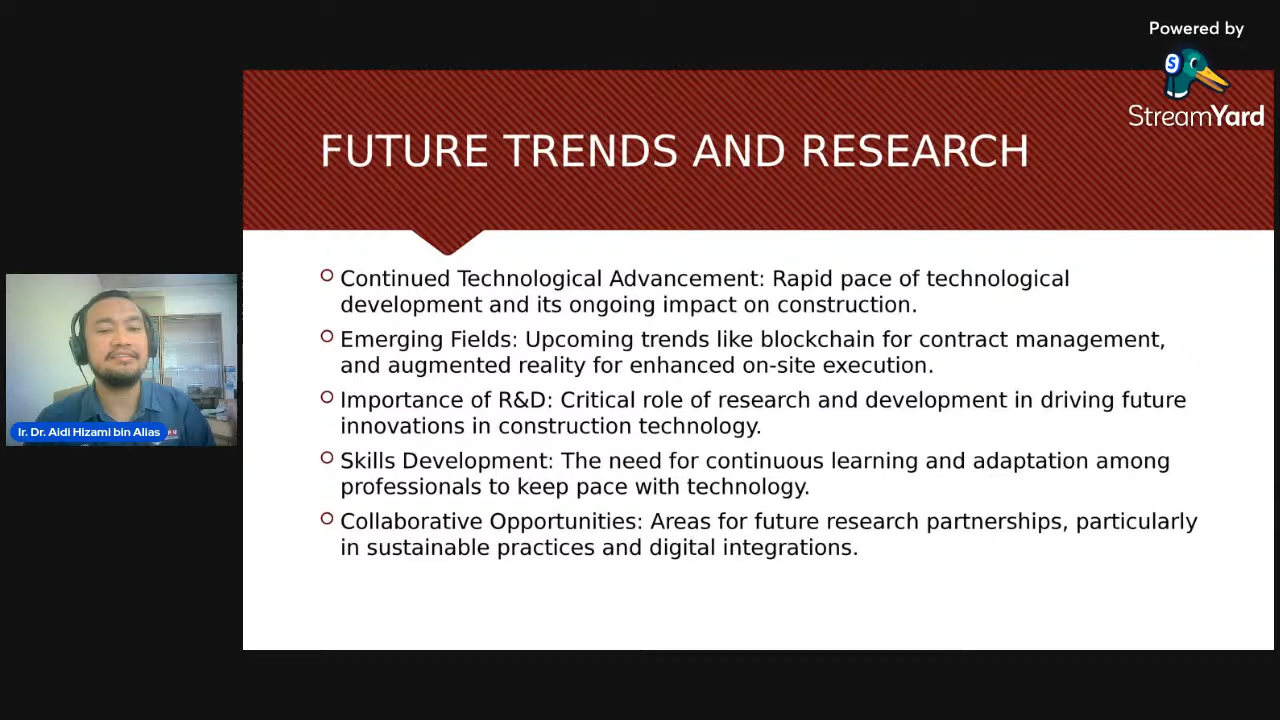 Powered by
StreamYard
FUTURE TRENDS AND RESEARCH
Continued Technological Advancement: Rapid pace of technological
development and its ongoing impact on construction.
Emerging Fields: Upcoming trends like blockchain for contract management,
and augmented reality for enhanced on-site execution.
Importance of R&D: Critical role of research and development in driving future
innovations in construction technology.
Skills Development: The need for continuous learning and adaptation among
professionals to keep pace with technology.
Collaborative Opportunities: Areas for future research partnerships, particularly
in sustainable practices and digital integrations.
Ir. Dr. Aidi Hizami bin Alias